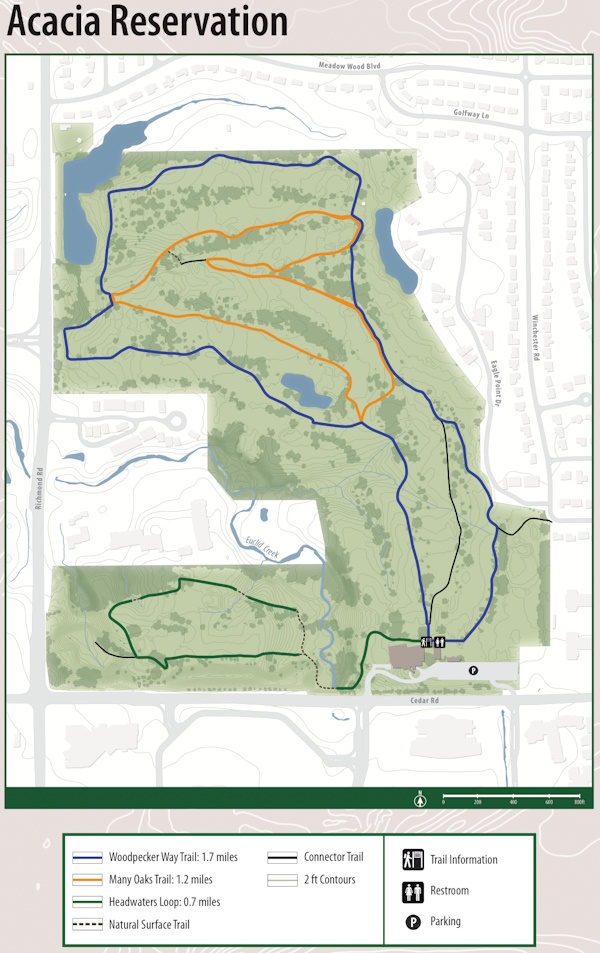 Acacia Reservation
Meadow Wood Blvd
Golfway Ln
Winchester Rd
Eagle Point Dr
Richmond Rd
Euclid Creek
P
Cedar Rd
N
0 200 400 600 800ft
Woodpecker Way Trail: 1.7 miles
Many Oaks Trail: 1.2 miles
Headwaters Loop: 0.7 miles
Natural Surface Trail
Connector Trail
2 ft Contours
Trail Information
Restroom
P Parking